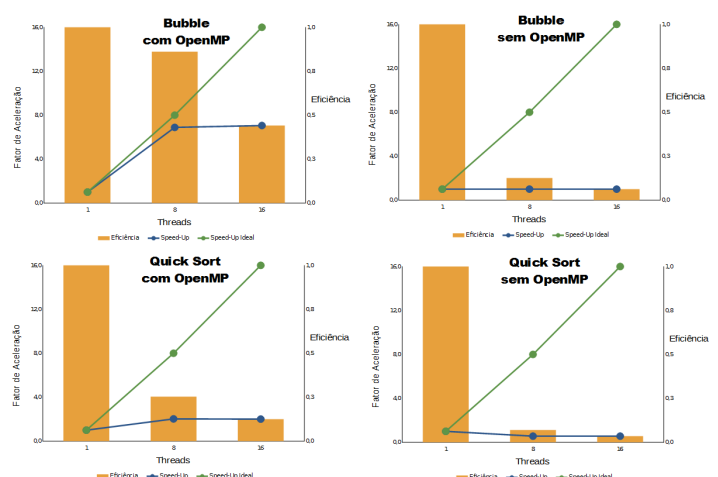 Bubble
com OpenMP
16,0
12,0
8,0
4,0
0,0
1,0
0,8
0,5
0,3
0,0
Fator de Aceleração
Eficiência
1 8 16
Threads
Eficiência Speed-Up Speed-Up Ideal
Bubble
sem OpenMP
16,0
12,0
8,0
4,0
0,0
1,0
0,8
0,5
0,3
0,0
Fator de Aceleração
Eficiência
1 8 16
Threads
Eficiência Speed-Up Speed-Up Ideal
Quick Sort
com OpenMP
16,0
12,0
8,0
4,0
0,0
1,0
0,8
0,5
0,3
0,0
Fator de Aceleração
Eficiência
1 8 16
Threads
Eficiência Speed-Up Speed-Up Ideal
Quick Sort
sem OpenMP
16,0
12,0
8,0
4,0
0,0
1,0
0,8
0,5
0,3
0,0
Fator de Aceleração
Eficiência
1 8 16
Threads
Eficiência Speed-Up Speed-Up Ideal